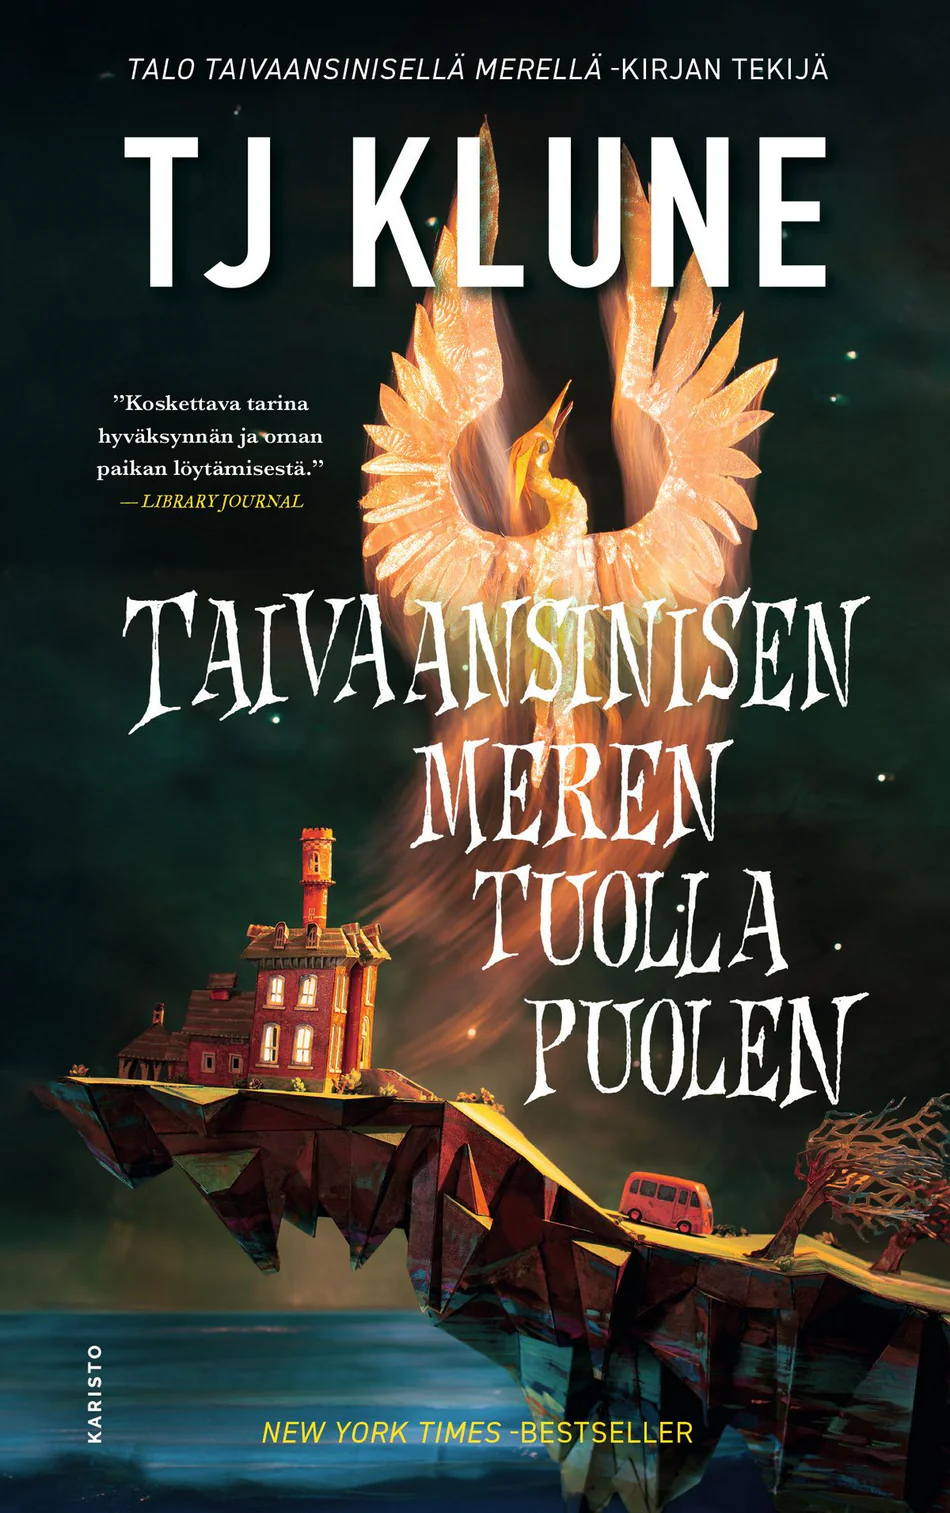 TALO TAIVAANSINISELLÄ MERELLÄ -KIRJAN TEKIJÄ
TJ KLUNE
”Koskettava tarina
hyväksynnän ja oman
paikan löytämisestä.”
— LIBRARY JOURNAL
TAIVAANSINISEN
MEREN
TUOLLA
PUOLEN
KARISTO
NEW YORK TIMES -BESTSELLER